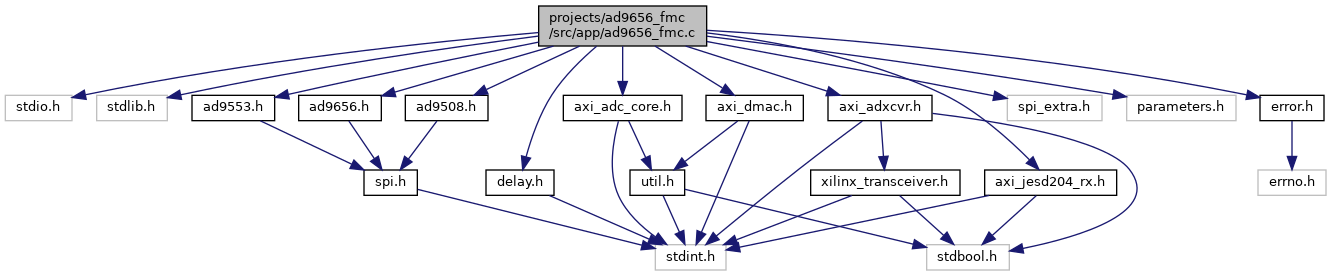 projects/ad9656_fmc
/src/app/ad9656_fmc.c
stdio.h
stdlib.h
ad9553.h
ad9656.h
ad9508.h
axi_adc_core.h
axi_dmac.h
axi_adxcvr.h
spi_extra.h
parameters.h
error.h
spi.h
delay.h
util.h
xilinx_transceiver.h
axi_jesd204_rx.h
errno.h
stdint.h
stdbool.h